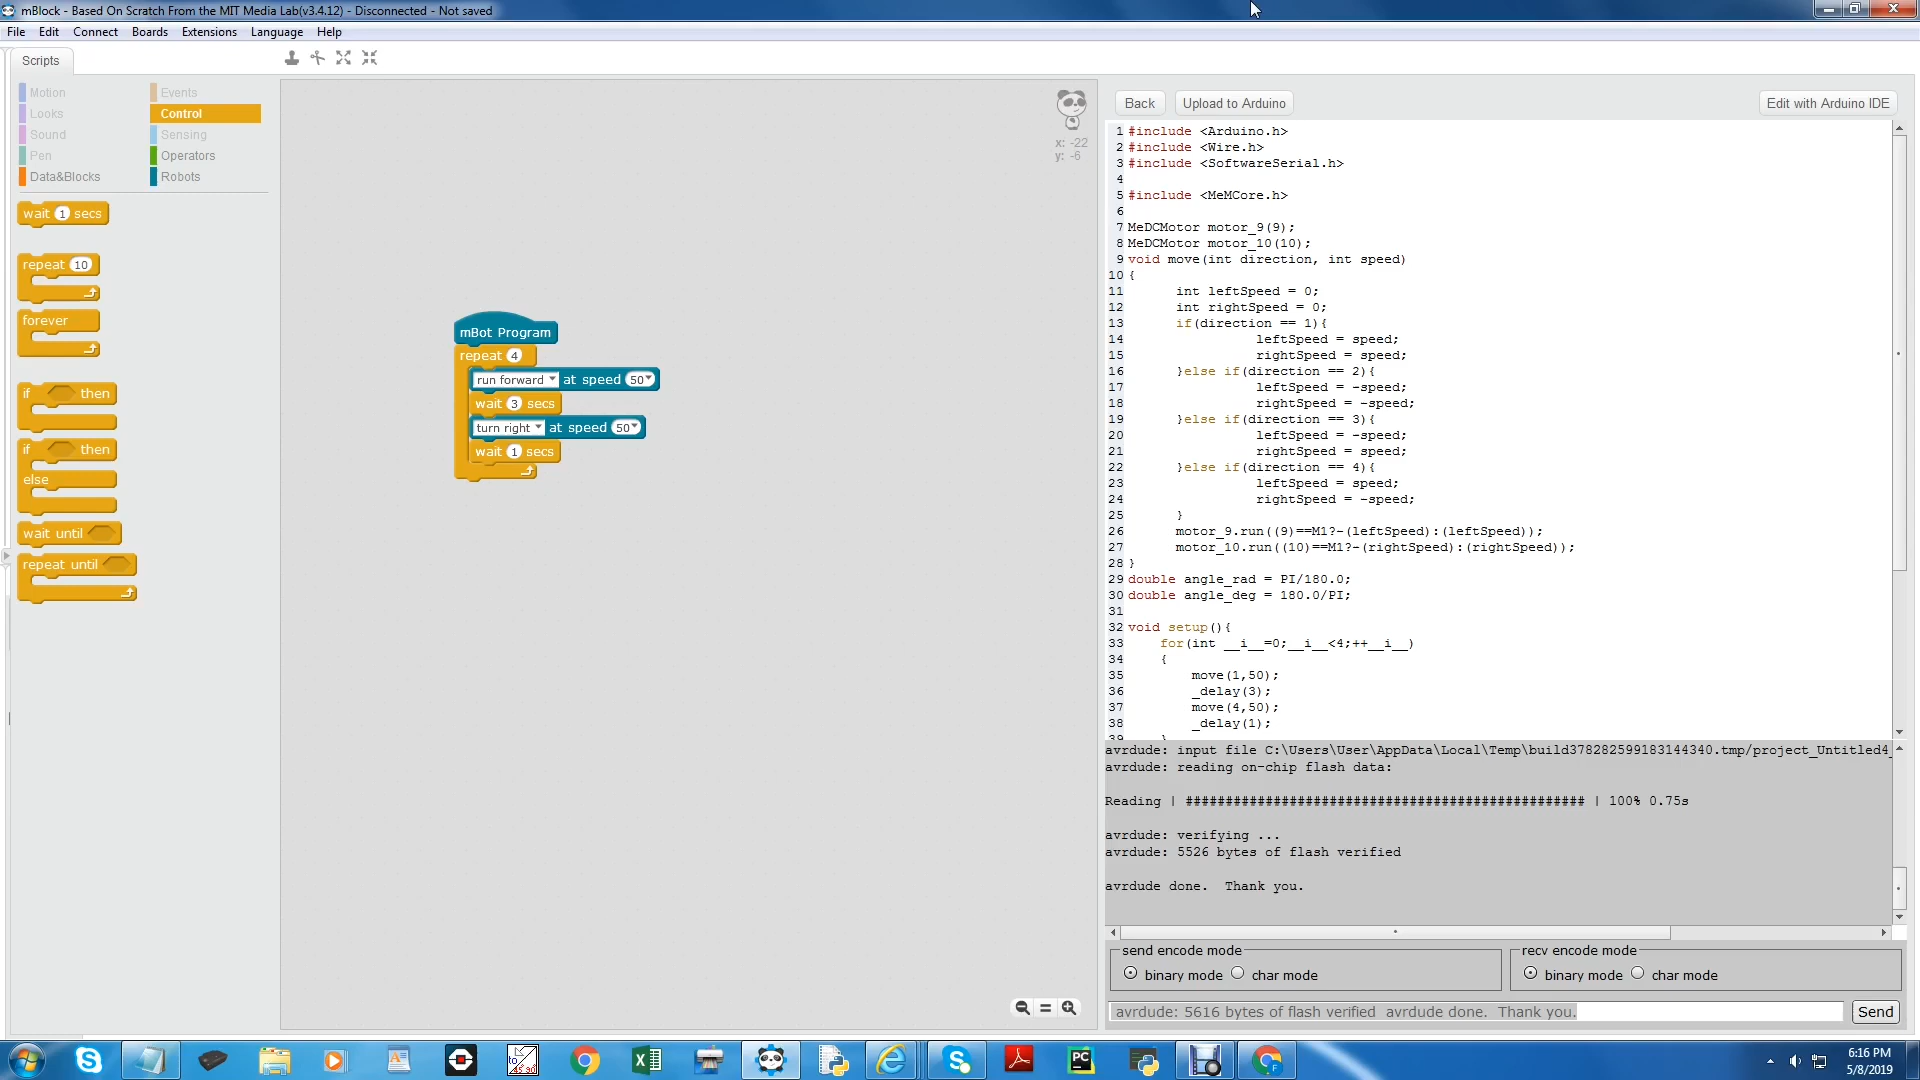 mBlock - Based On Scratch From the MIT Media Lab(v3.4.12) - Disconnected - Not saved
File Edit Connect Boards Extensions Language Help
Scripts
Motion Events
Looks Control
Sound Sensing
Pen Operators
Data&Blocks Robots
wait 1 secs
repeat 10
forever
if then
if then
else
wait until
repeat until
x: -22
y: -6
mBot Program
repeat 4
run forward at speed 50
wait 3 secs
turn right at speed 50
wait 1 secs
Back Upload to Arduino Edit with Arduino IDE
1 #include <Arduino.h>
2 #include <Wire.h>
3 #include <SoftwareSerial.h>
4
5 #include <MeMCore.h>
6
7 MeDCMotor motor_9(9);
8 MeDCMotor motor_10(10);
9 void move(int direction, int speed)
10 {
11 int leftSpeed = 0;
12 int rightSpeed = 0;
13 if(direction == 1){
14 leftSpeed = speed;
15 rightSpeed = speed;
16 }else if(direction == 2){
17 leftSpeed = -speed;
18 rightSpeed = -speed;
19 }else if(direction == 3){
20 leftSpeed = -speed;
21 rightSpeed = speed;
22 }else if(direction == 4){
23 leftSpeed = speed;
24 rightSpeed = -speed;
25 }
26 motor_9.run((9)==M1?-(leftSpeed):(leftSpeed));
27 motor_10.run((10)==M1?-(rightSpeed):(rightSpeed));
28 }
29 double angle_rad = PI/180.0;
30 double angle_deg = 180.0/PI;
31
32 void setup(){
33 for(int __i__=0;__i__<4;++__i__)
34 {
35 move(1,50);
36 _delay(3);
37 move(4,50);
38 _delay(1);
39 }
avrdude: input file C:\Users\User\AppData\Local\Temp\build378282599183144340.tmp/project_Untitled4_
avrdude: reading on-chip flash data:
Reading | ################################################## | 100% 0.75s
avrdude: verifying ...
avrdude: 5526 bytes of flash verified
avrdude done. Thank you.
send encode mode recv encode mode
binary mode char mode binary mode char mode
avrdude: 5616 bytes of flash verified avrdude done. Thank you. Send
6:16 PM
5/8/2019